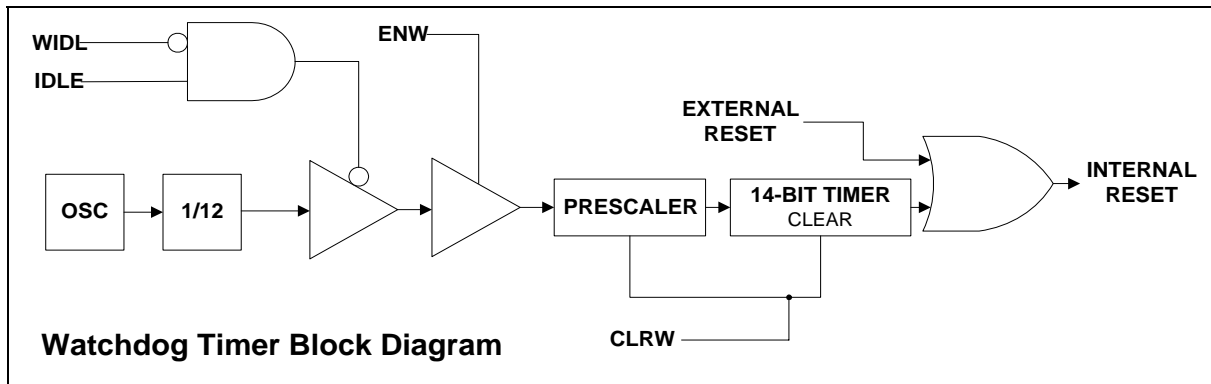 WIDL
IDLE
ENW
EXTERNAL
RESET
INTERNAL
RESET
OSC
1/12
PRESCALER
14-BIT TIMER
CLEAR
CLRW
Watchdog Timer Block Diagram